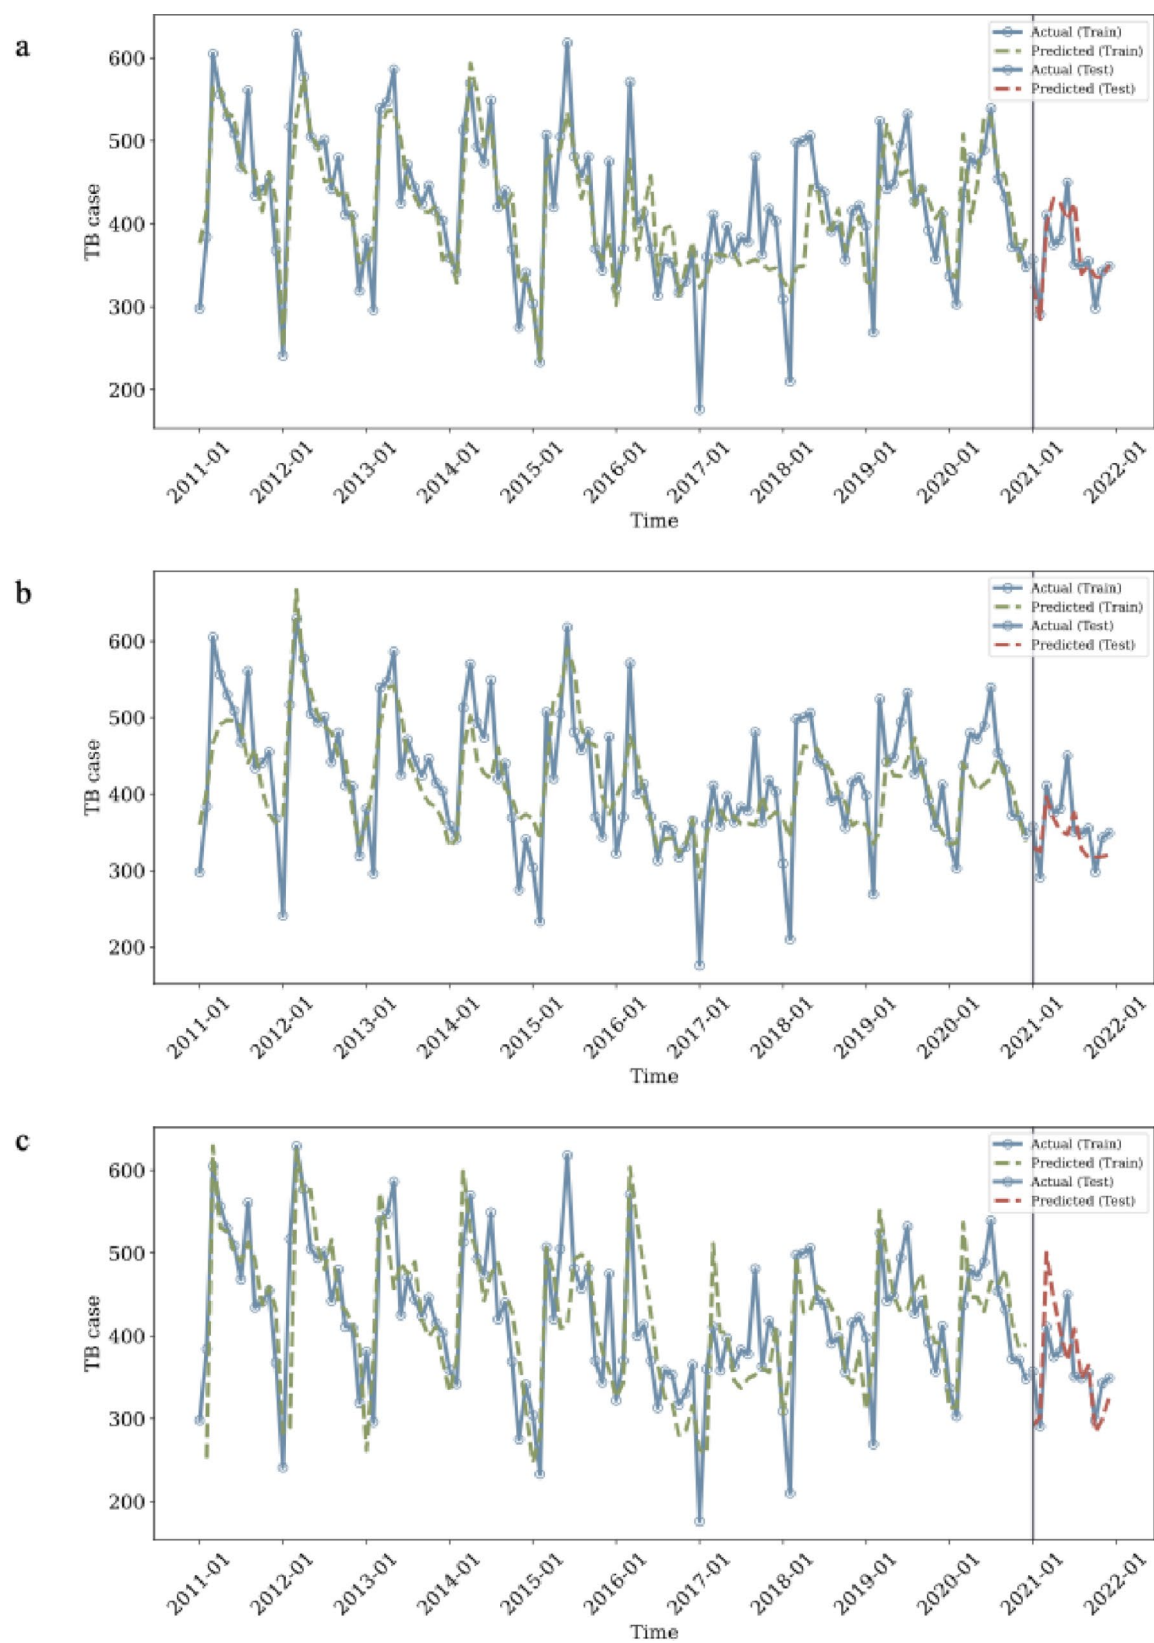 a
Actual (Train)
Predicted (Train)
Actual (Test)
Predicted (Test)
TB case
600
500
400
300
200
2011-01
2012-01
2013-01
2014-01
2015-01
2016-01
2017-01
2018-01
2019-01
2020-01
2021-01
2022-01
Time
b
Actual (Train)
Predicted (Train)
Actual (Test)
Predicted (Test)
TB case
600
500
400
300
200
2011-01
2012-01
2013-01
2014-01
2015-01
2016-01
2017-01
2018-01
2019-01
2020-01
2021-01
2022-01
Time
c
Actual (Train)
Predicted (Train)
Actual (Test)
Predicted (Test)
TB case
600
500
400
300
200
2011-01
2012-01
2013-01
2014-01
2015-01
2016-01
2017-01
2018-01
2019-01
2020-01
2021-01
2022-01
Time